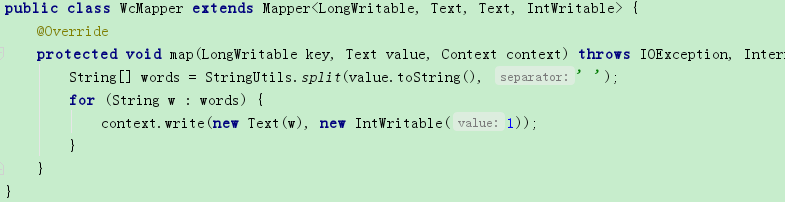 public class WcMapper extends Mapper<LongWritable, Text, Text, IntWritable> {
@Override
protected void map(LongWritable key, Text value, Context context) throws IOException, Inter
String[] words = StringUtils.split(value.toString(), separator: ' ');
for (String w : words) {
context.write(new Text(w), new IntWritable( value: 1));
}
}
}